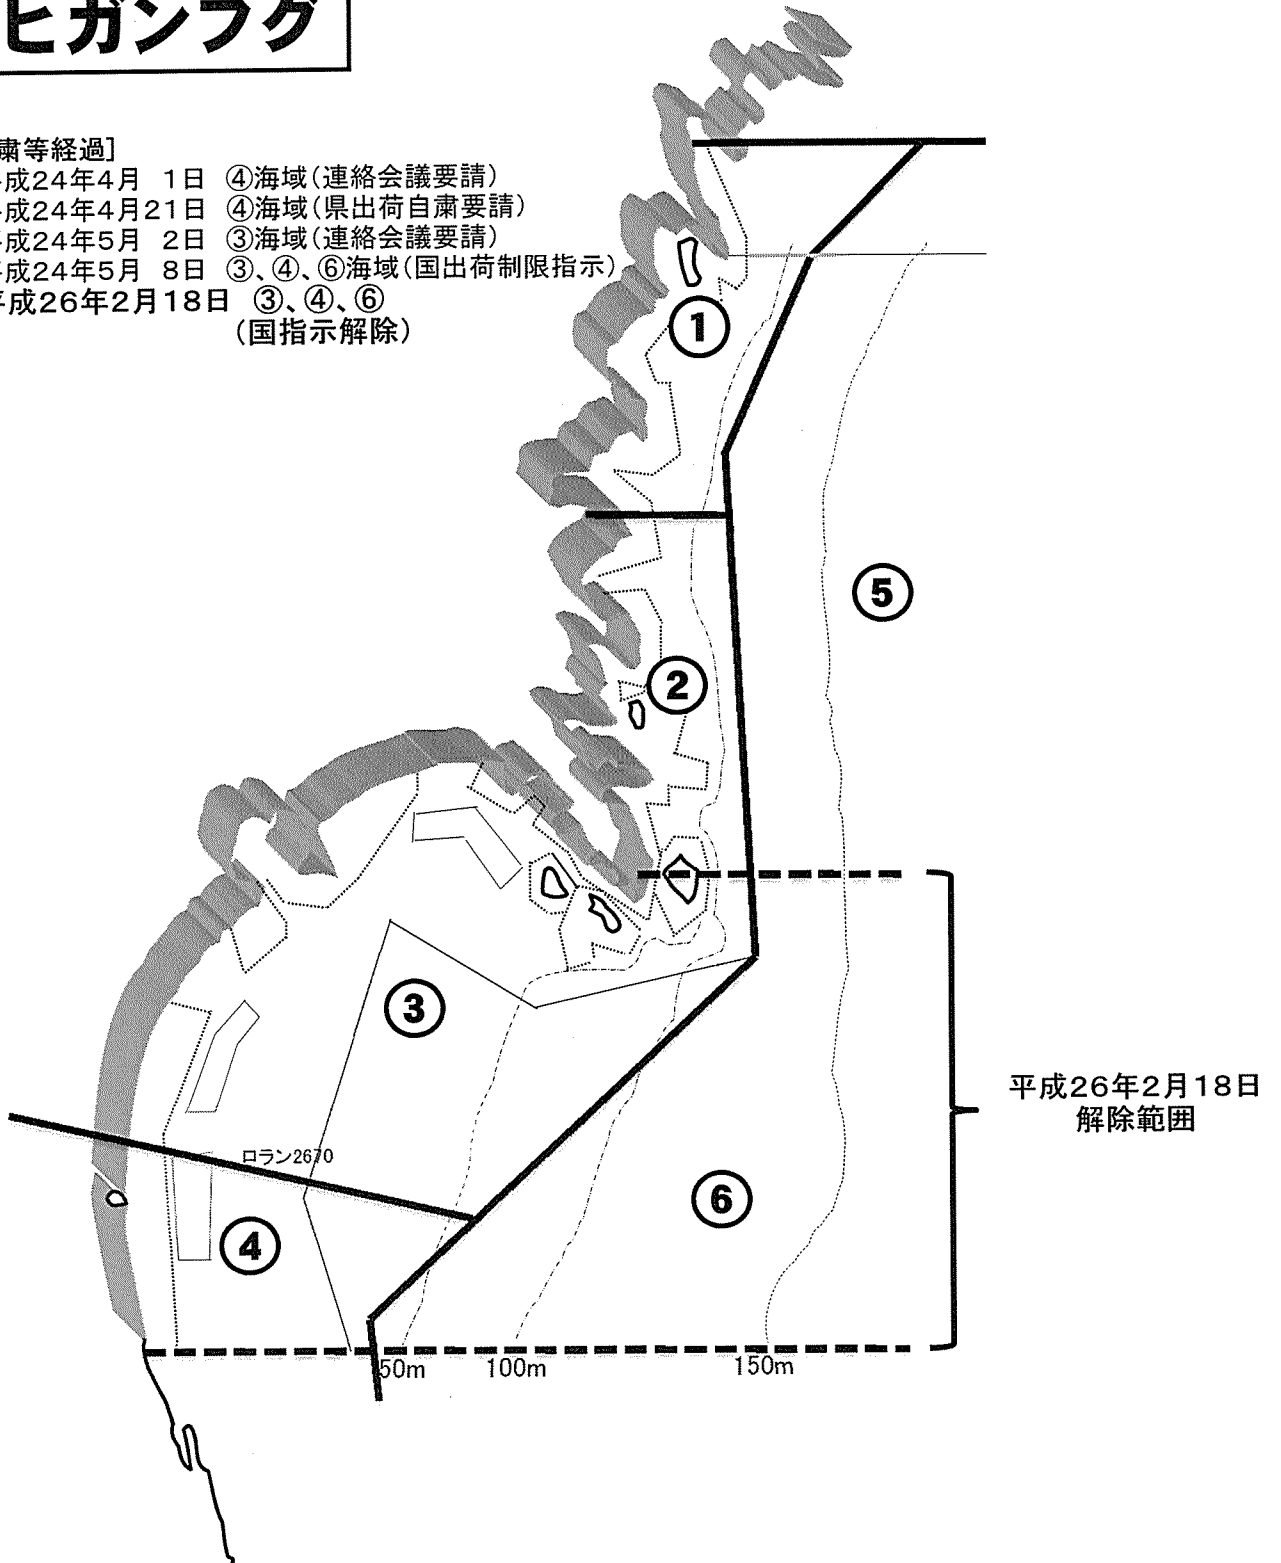 ヒガンフグ
粛等経過]
成24年4月 1日 ④海域(連絡会議要請)
成24年4月21日 ④海域(県出荷自粛要請)
成24年5月 2日 ③海域(連絡会議要請)
成24年5月 8日 ③、④、⑥海域(国出荷制限指示)
平成26年2月18日 ③、④、⑥
(国指示解除)
①
⑤
②
③
平成26年2月18日
解除範囲
ロラン2670
⑥
④
50m 100m 150m